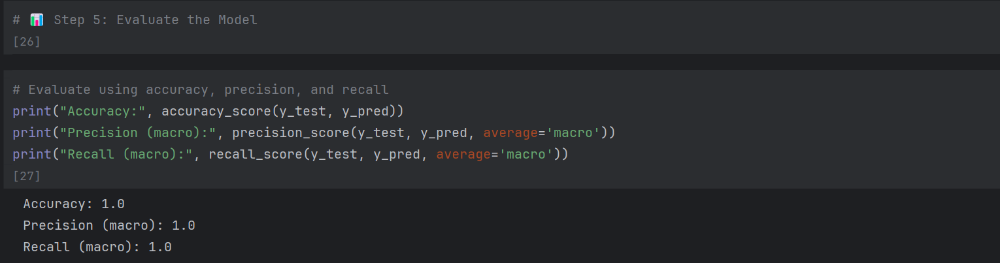 # 📊 Step 5: Evaluate the Model
[26]
# Evaluate using accuracy, precision, and recall
print("Accuracy:", accuracy_score(y_test, y_pred))
print("Precision (macro):", precision_score(y_test, y_pred, average='macro'))
print("Recall (macro):", recall_score(y_test, y_pred, average='macro'))
[27]
Accuracy: 1.0
Precision (macro): 1.0
Recall (macro): 1.0